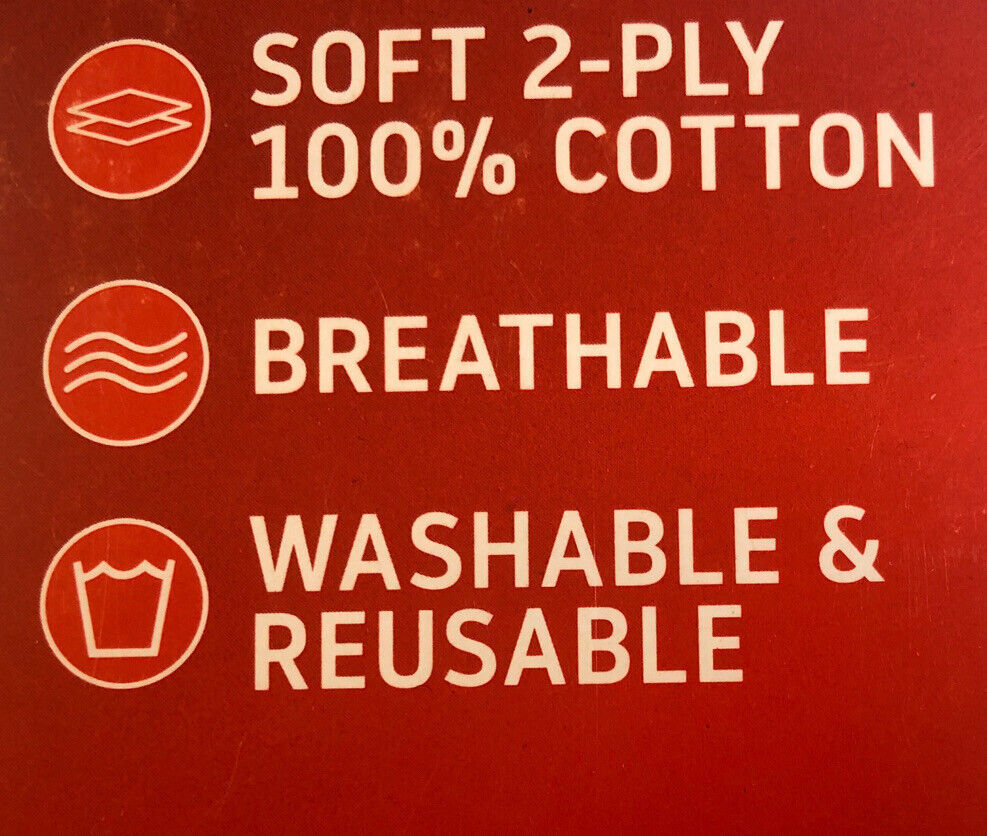 SOFT 2-PLY
100% COTTON
BREATHABLE
WASHABLE &
REUSABLE